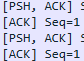 [PSH, ACK] S
[ACK] Seq=1
[PSH, ACK] S
[ACK] Seq=1